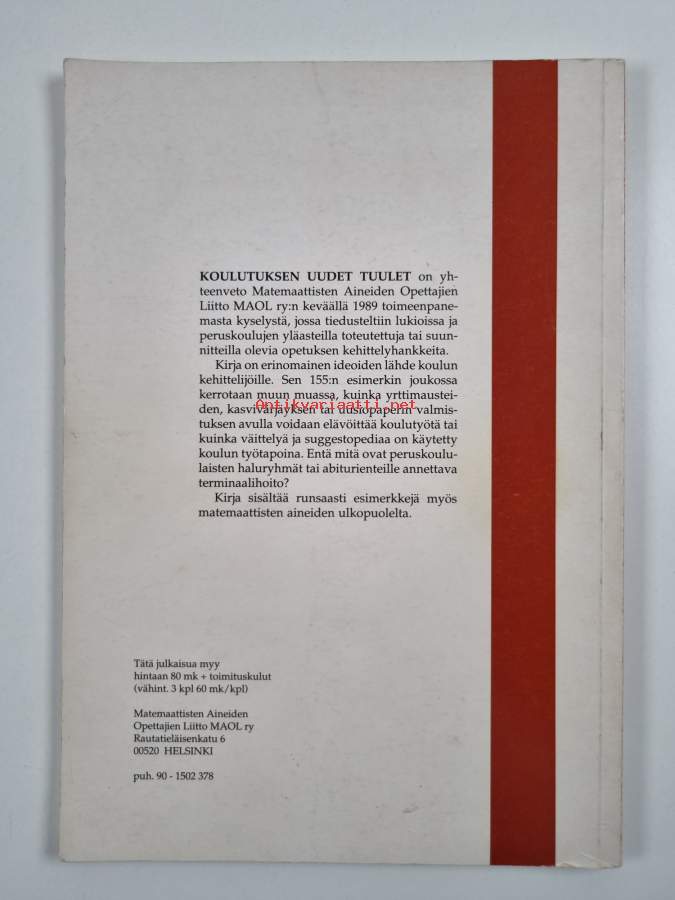 KOULUTUKSEN UUDET TUULET on yh-
teenveto Matemaattisten Aineiden Opettajien
Liitto MAOL ry:n keväällä 1989 toimeenpane-
masta kyselystä, jossa tiedusteltiin lukioissa ja
peruskoulujen yläasteilla toteutettuja tai suun-
nitteilla olevia opetuksen kehittelyhankkeita.
Kirja on erinomainen ideoiden lähde koulun
kehittelijöille. Sen 155:n esimerkin joukossa
kerrotaan muun muassa, kuinka yrttimaustei-
Antikvariaatti.net
den, kasvivärjäyksen tai uusiopaperin valmis-
tuksen avulla voidaan elävöittää koulutyötä tai
kuinka väittelyä ja suggestopediaa on käytetty
koulun työtapoina. Entä mitä ovat peruskoulu-
laisten haluryhmät tai abiturienteille annettava
terminaalihoito?
Kirja sisältää runsaasti esimerkkejä myös
matemaattisten aineiden ulkopuolelta.
Tätä julkaisua myy
hintaan 80 mk + toimituskulut
(vähint. 3 kpl 60 mk/kpl)
Matemaattisten Aineiden
Opettajien Liitto MAOL ry
Rautatieläisenkatu 6
00520 HELSINKI
puh. 90 - 1502 378